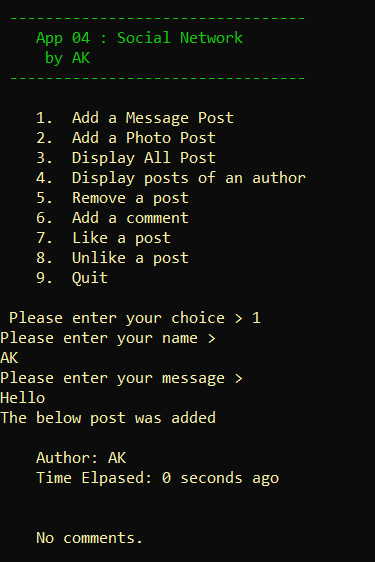 ---------------------------------
App 04 : Social Network
by AK
---------------------------------
1. Add a Message Post
2. Add a Photo Post
3. Display All Post
4. Display posts of an author
5. Remove a post
6. Add a comment
7. Like a post
8. Unlike a post
9. Quit
Please enter your choice > 1
Please enter your name >
AK
Please enter your message >
Hello
The below post was added
Author: AK
Time Elpased: 0 seconds ago
No comments.